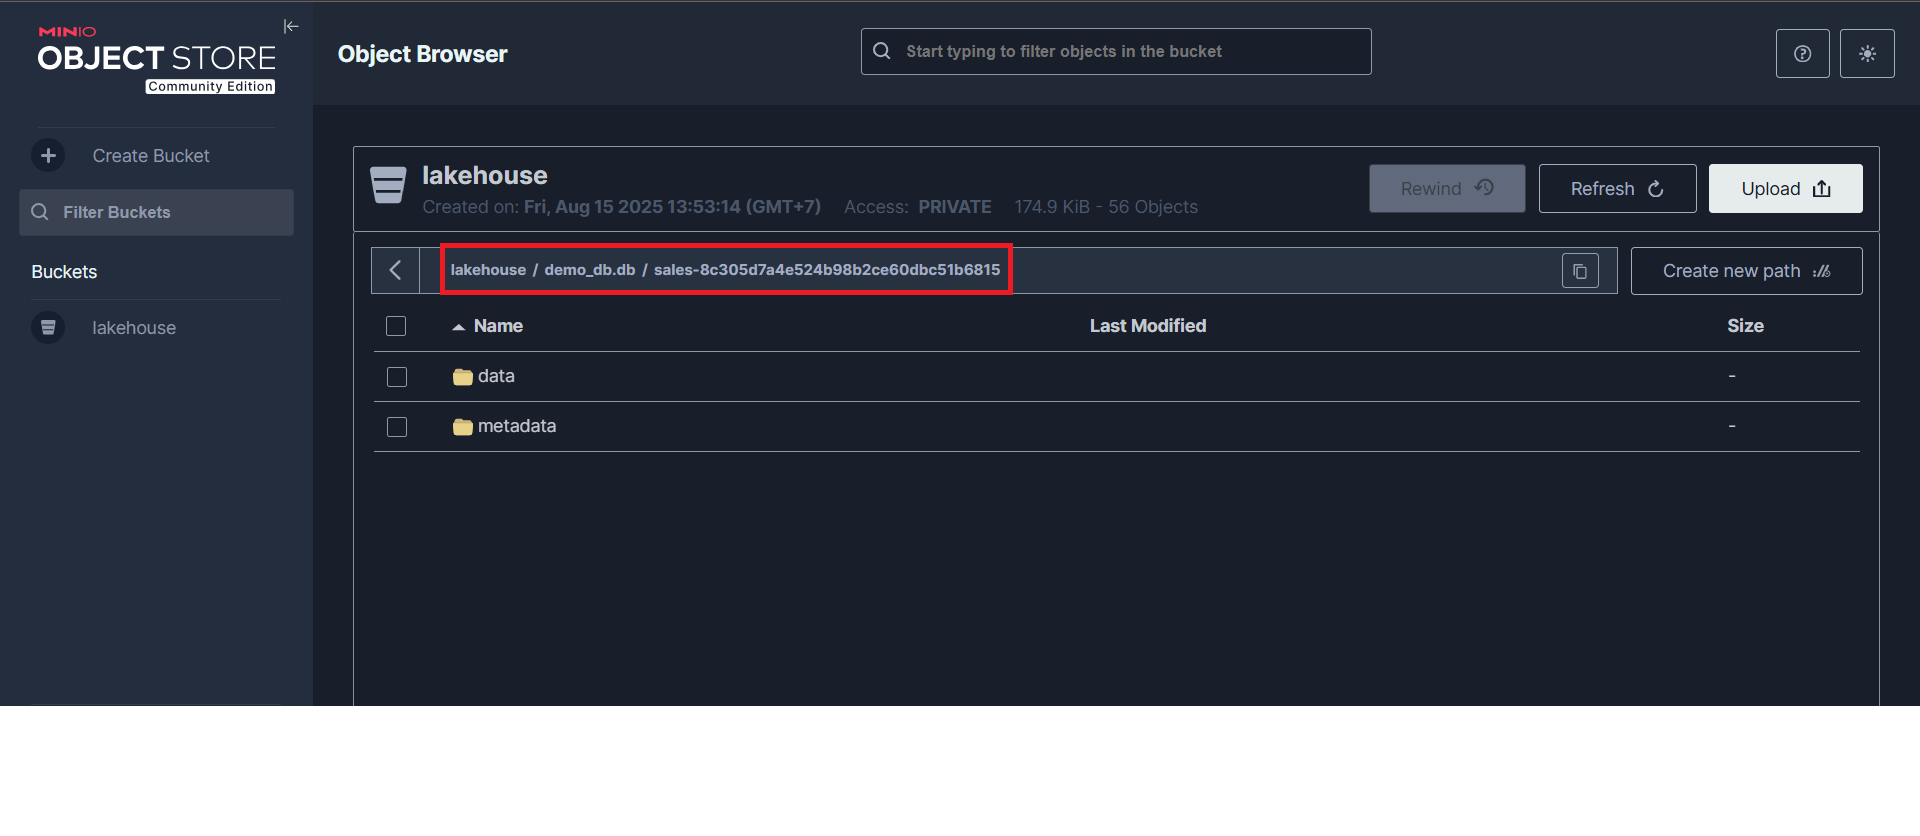 MINIO
OBJECT STORE
Community Edition
Create Bucket
Filter Buckets
Buckets
lakehouse
Object Browser
Start typing to filter objects in the bucket
lakehouse
Created on: Fri, Aug 15 2025 13:53:14 (GMT+7) Access: PRIVATE 174.9 KiB - 56 Objects
Rewind
Refresh
Upload
lakehouse / demo_db.db / sales-8c305d7a4e524b98b2ce60dbc51b6815
Create new path
Name Last Modified Size
data -
metadata -